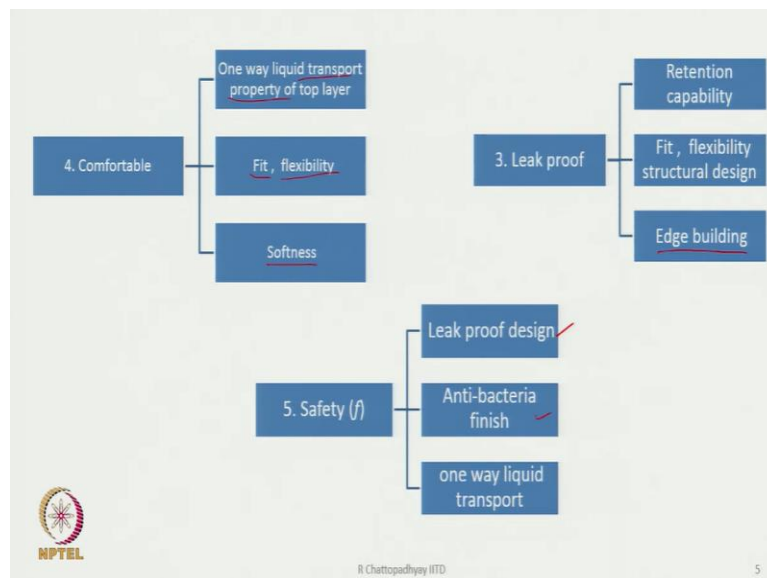 One way liquid transport
property of top layer
4. Comfortable
Fit , flexibility
Softness
Retention
capability
3. Leak proof
Fit , flexibility
structural design
Edge building
Leak proof design
5. Safety (f)
Anti-bacteria
finish
one way liquid
transport
NPTEL
R Chattopadhyay IITD
5